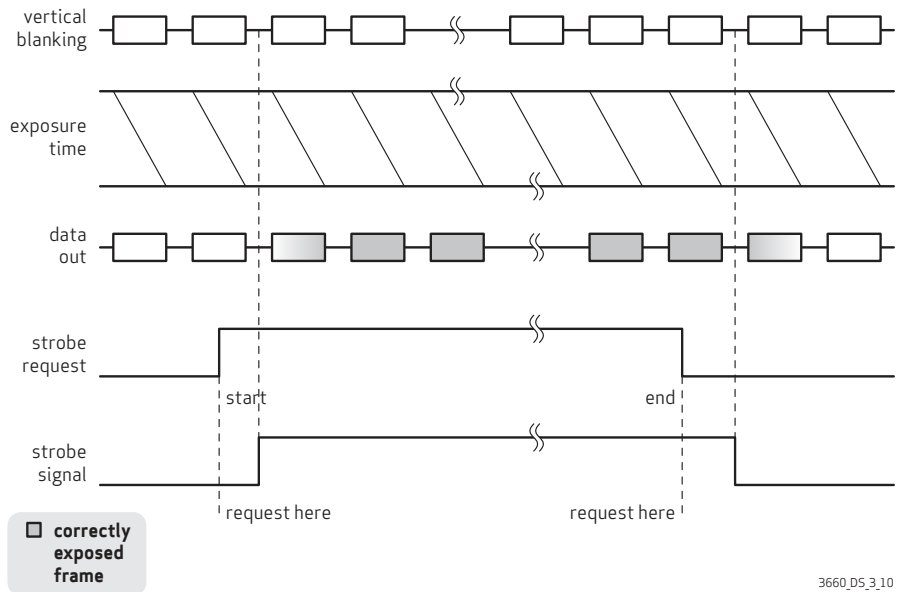 vertical
blanking
exposure
time
data
out
strobe
request
start
end
strobe
signal
request here
request here
correctly
exposed
frame
3660_DS_3_10